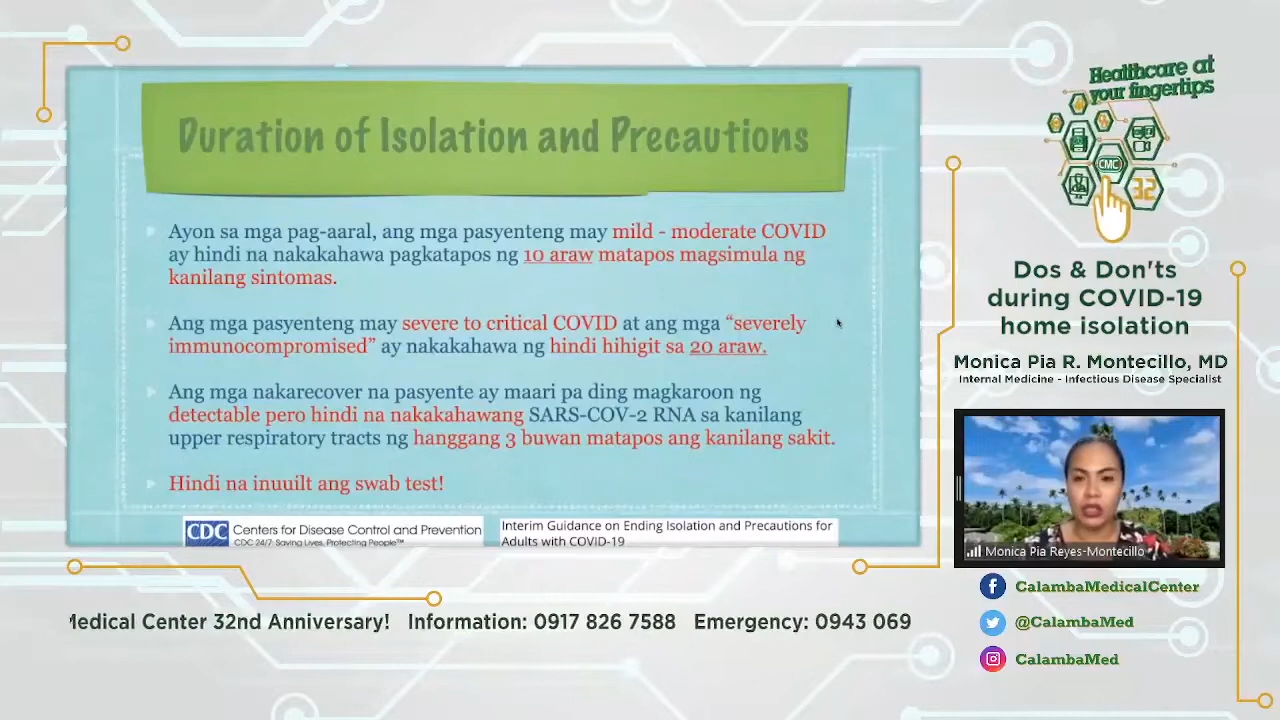 Healthcare at
your fingertips
CMC
32
Duration of Isolation and Precautions
Ayon sa mga pag-aaral, ang mga pasyenteng may mild - moderate COVID
ay hindi na nakakahawa pagkatapos ng 10 araw matapos magsimula ng
kanilang sintomas.
Ang mga pasyenteng may severe to critical COVID at ang mga “severely
immunocompromised” ay nakakahawa ng hindi hihigit sa 20 araw.
Ang mga nakarecover na pasyente ay maari pa ding magkaroon ng
detectable pero hindi na nakakahawang SARS-COV-2 RNA sa kanilang
upper respiratory tracts ng hanggang 3 buwan matapos ang kanilang sakit.
Hindi na inuuilt ang swab test!
CDC Centers for Disease Control and Prevention
CDC 24/7: Saving Lives, Protecting People™
Interim Guidance on Ending Isolation and Precautions for
Adults with COVID-19
Dos & Don'ts
during COVID-19
home isolation
Monica Pia R. Montecillo, MD
Internal Medicine - Infectious Disease Specialist
Monica Pia Reyes-Montecillo
CalambaMedicalCenter
@CalambaMed
CalambaMed
Medical Center 32nd Anniversary! Information: 0917 826 7588 Emergency: 0943 069